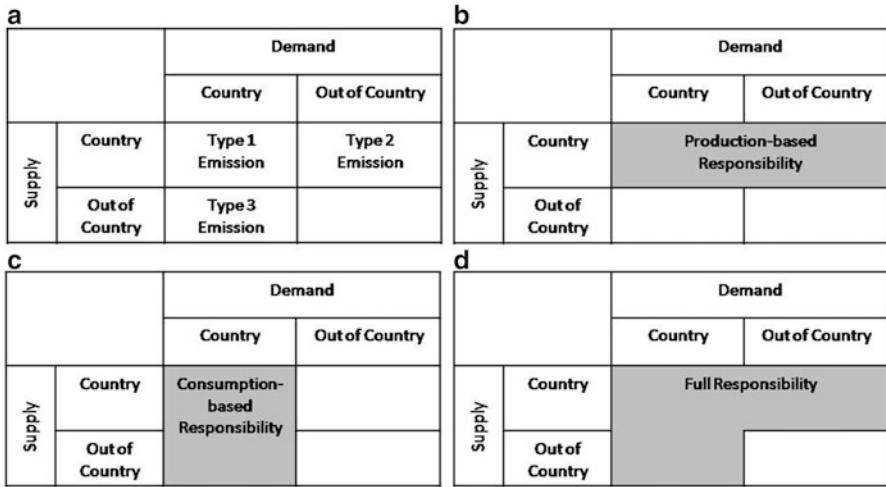 a
Demand
Country Out of Country
Supply
Country
Type 1
Emission
Type 2
Emission
Out of
Country
Type 3
Emission
b
Demand
Country Out of Country
Supply
Country
Production-based
Responsibility
Out of
Country
c
Demand
Country Out of Country
Supply
Country
Consumption-
based
Responsibility
Out of
Country
d
Demand
Country Out of Country
Supply
Country
Full Responsibility
Out of
Country